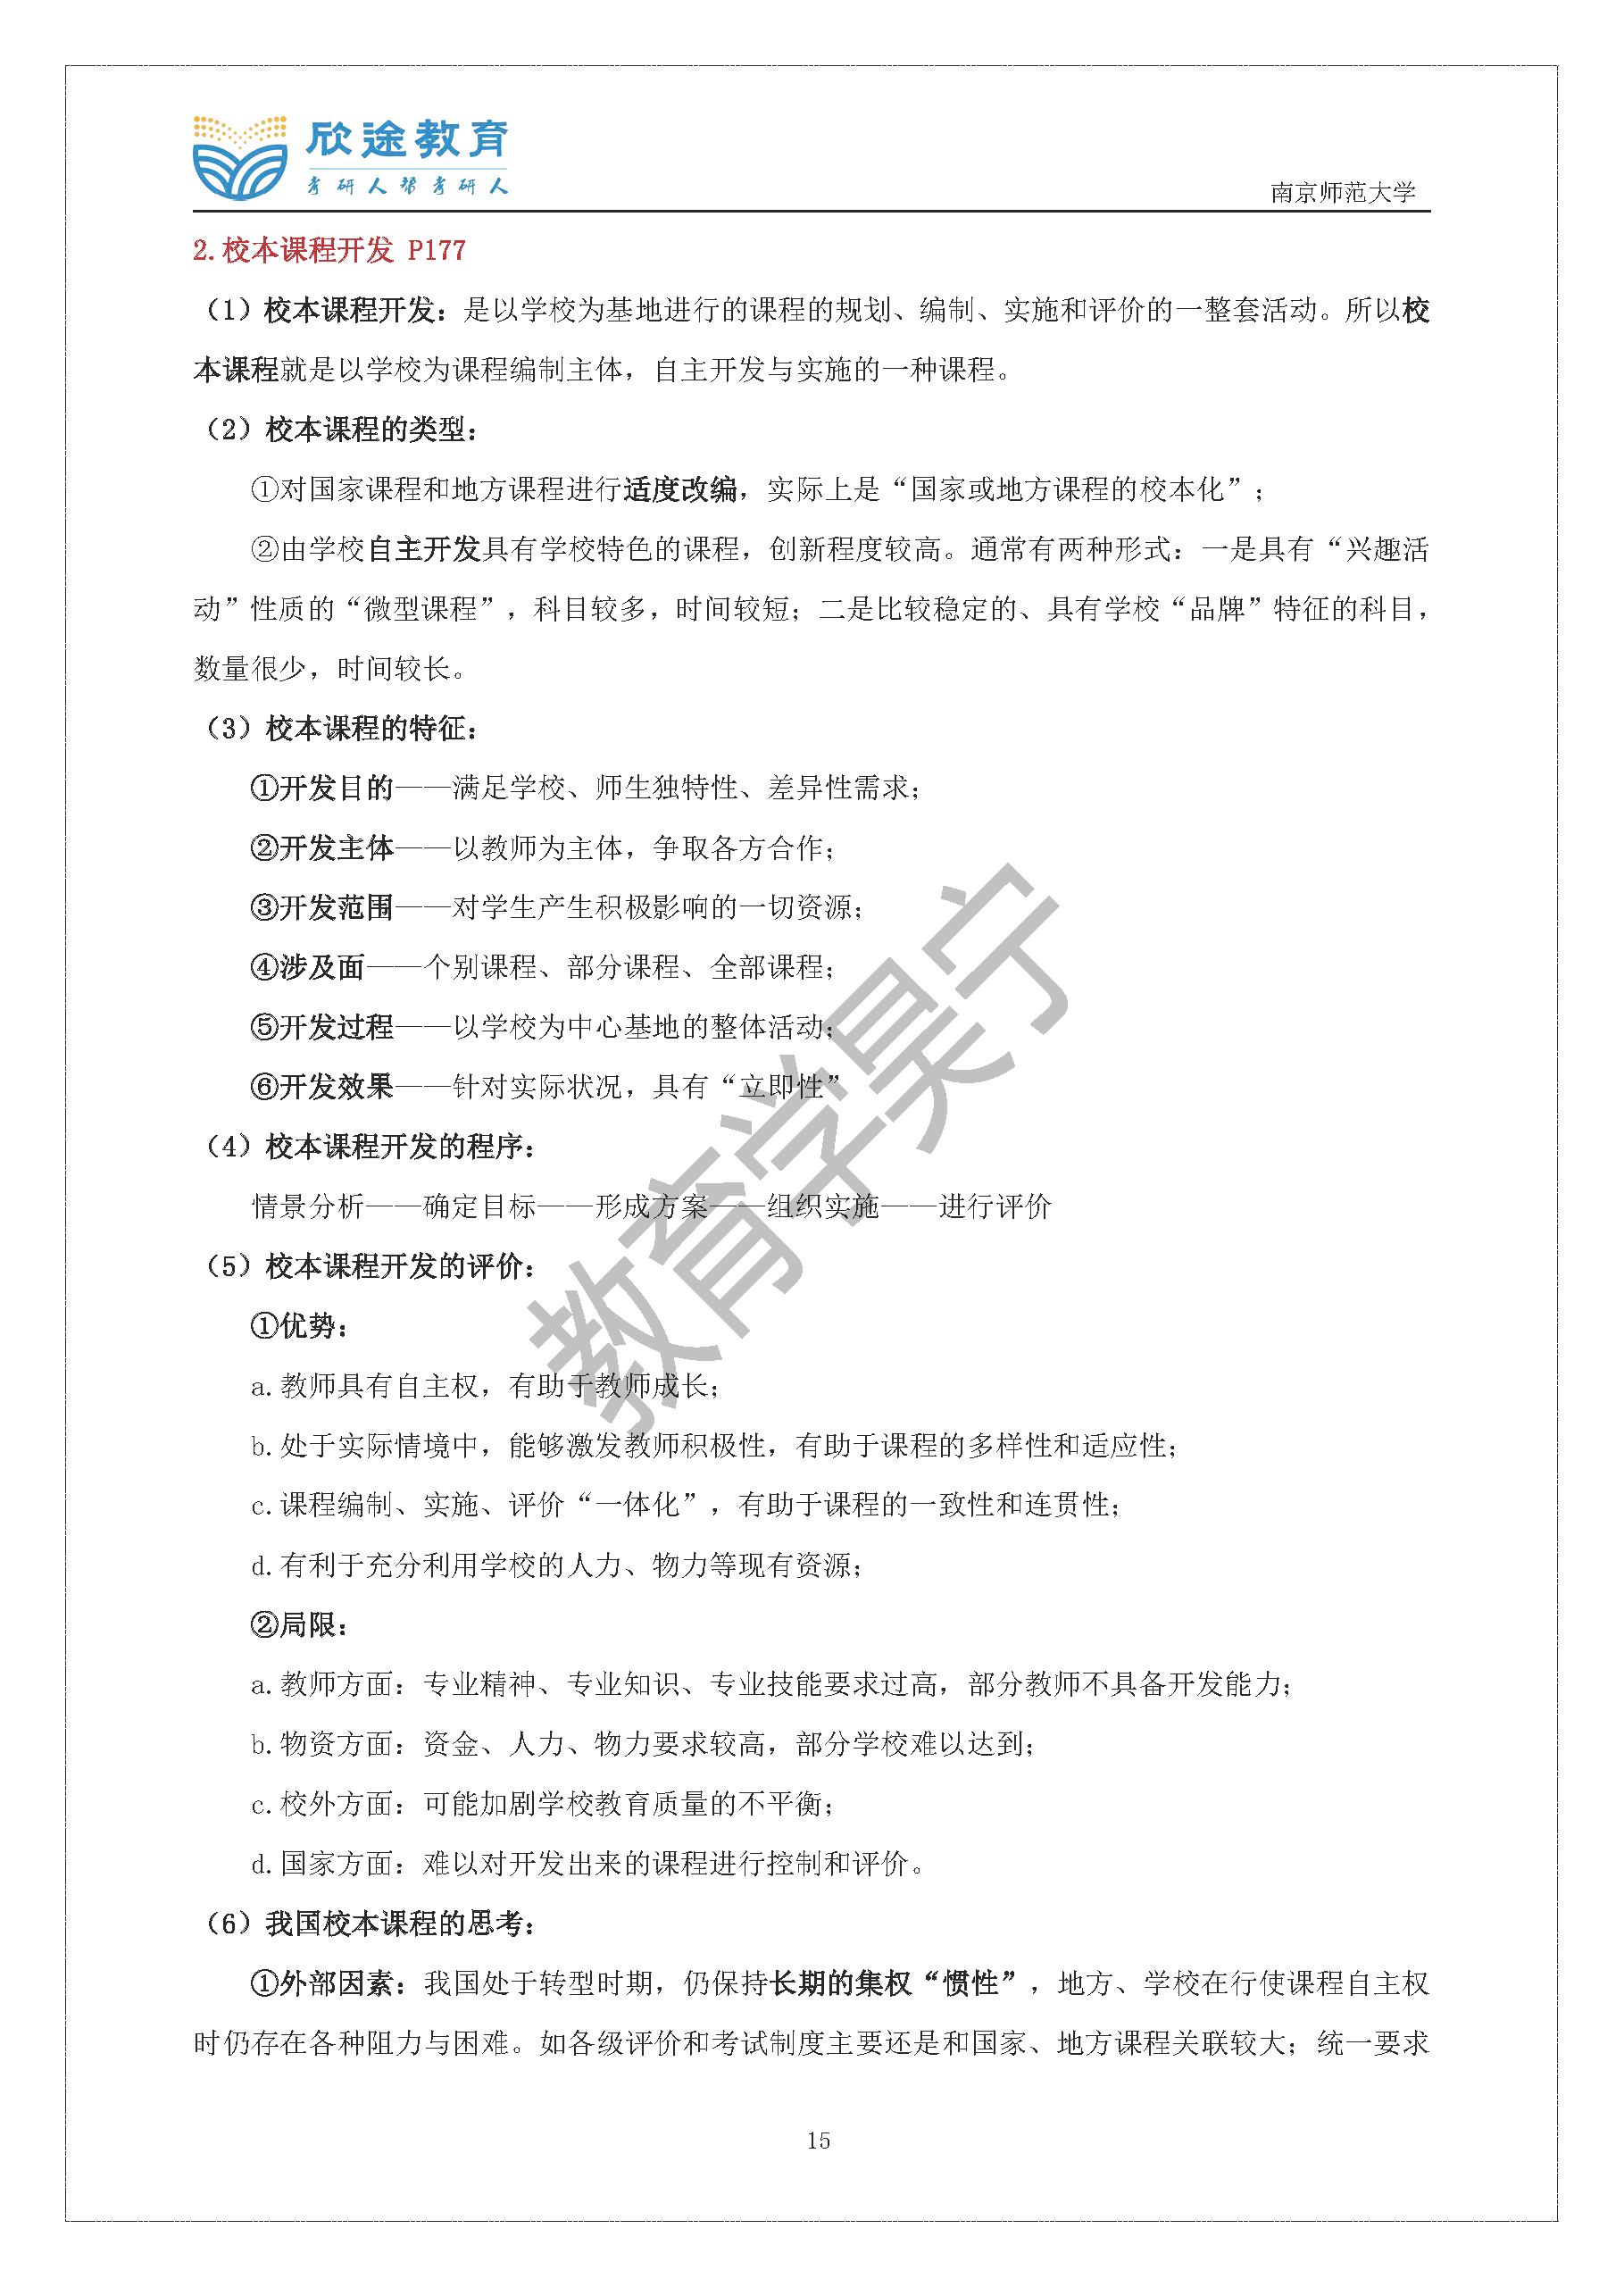 欣途教育
考研人帮考研人
南京师范大学
2.校本课程开发 P177
（1）校本课程开发：是以学校为基地进行的课程的规划、编制、实施和评价的一整套活动。所以校
本课程就是以学校为课程编制主体，自主开发与实施的一种课程。
（2）校本课程的类型：
①对国家课程和地方课程进行适度改编，实际上是“国家或地方课程的校本化”；
②由学校自主开发具有学校特色的课程，创新程度较高。通常有两种形式：一是具有“兴趣活
动”性质的“微型课程”，科目较多，时间较短；二是比较稳定的、具有学校“品牌”特征的科目，
数量很少，时间较长。
（3）校本课程的特征：
①开发目的——满足学校、师生独特性、差异性需求；
②开发主体——以教师为主体，争取各方合作；
③开发范围——对学生产生积极影响的一切资源；
④涉及面——个别课程、部分课程、全部课程；
⑤开发过程——以学校为中心基地的整体活动；
⑥开发效果——针对实际状况，具有“立即性”
（4）校本课程开发的程序：
情景分析——确定目标——形成方案——组织实施——进行评价
（5）校本课程开发的评价：
①优势：
a.教师具有自主权，有助于教师成长；
b.处于实际情境中，能够激发教师积极性，有助于课程的多样性和适应性；
c.课程编制、实施、评价“一体化”，有助于课程的一致性和连贯性；
d.有利于充分利用学校的人力、物力等现有资源；
②局限：
a.教师方面：专业精神、专业知识、专业技能要求过高，部分教师不具备开发能力；
b.物资方面：资金、人力、物力要求较高，部分学校难以达到；
c.校外方面：可能加剧学校教育质量的不平衡；
d.国家方面：难以对开发出来的课程进行控制和评价。
（6）我国校本课程的思考：
①外部因素：我国处于转型时期，仍保持长期的集权“惯性”，地方、学校在行使课程自主权
时仍存在各种阻力与困难。如各级评价和考试制度主要还是和国家、地方课程关联较大；统一要求
教育学昊宁
15